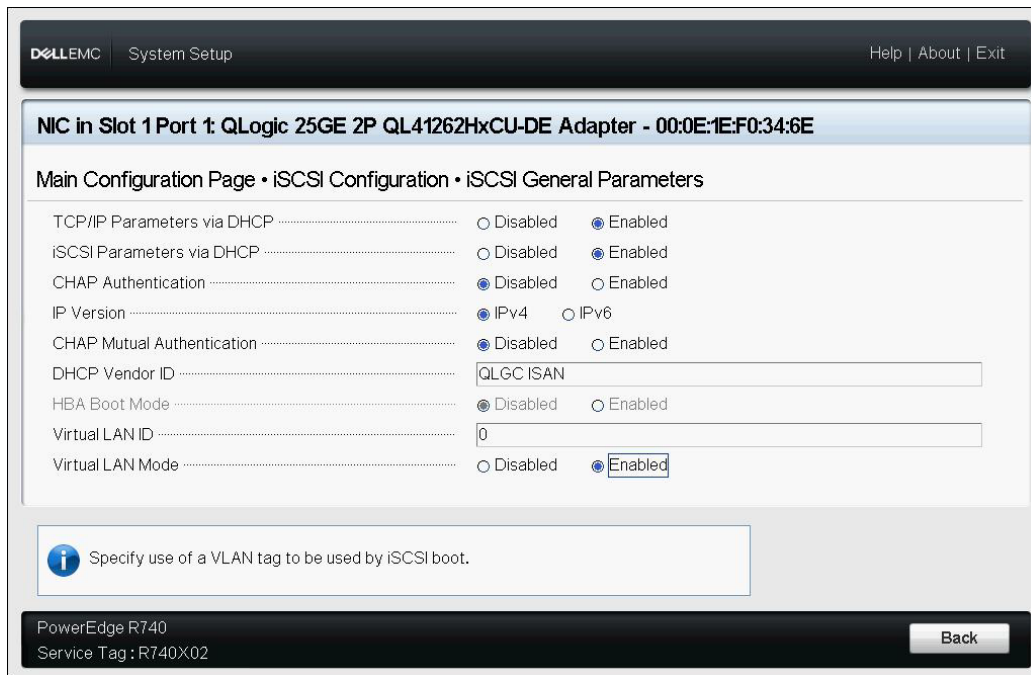 DELLEMC System Setup Help | About | Exit
NIC in Slot 1 Port 1: QLogic 25GE 2P QL41262HxCU-DE Adapter - 00:0E:1E:F0:34:6E
Main Configuration Page • iSCSI Configuration • iSCSI General Parameters
TCP/IP Parameters via DHCP Disabled Enabled
iSCSI Parameters via DHCP Disabled Enabled
CHAP Authentication Disabled Enabled
IP Version IPv4 IPv6
CHAP Mutual Authentication Disabled Enabled
DHCP Vendor ID QLGC ISAN
HBA Boot Mode Disabled Enabled
Virtual LAN ID 0
Virtual LAN Mode Disabled Enabled
Specify use of a VLAN tag to be used by iSCSI boot.
PowerEdge R740
Service Tag : R740X02
Back